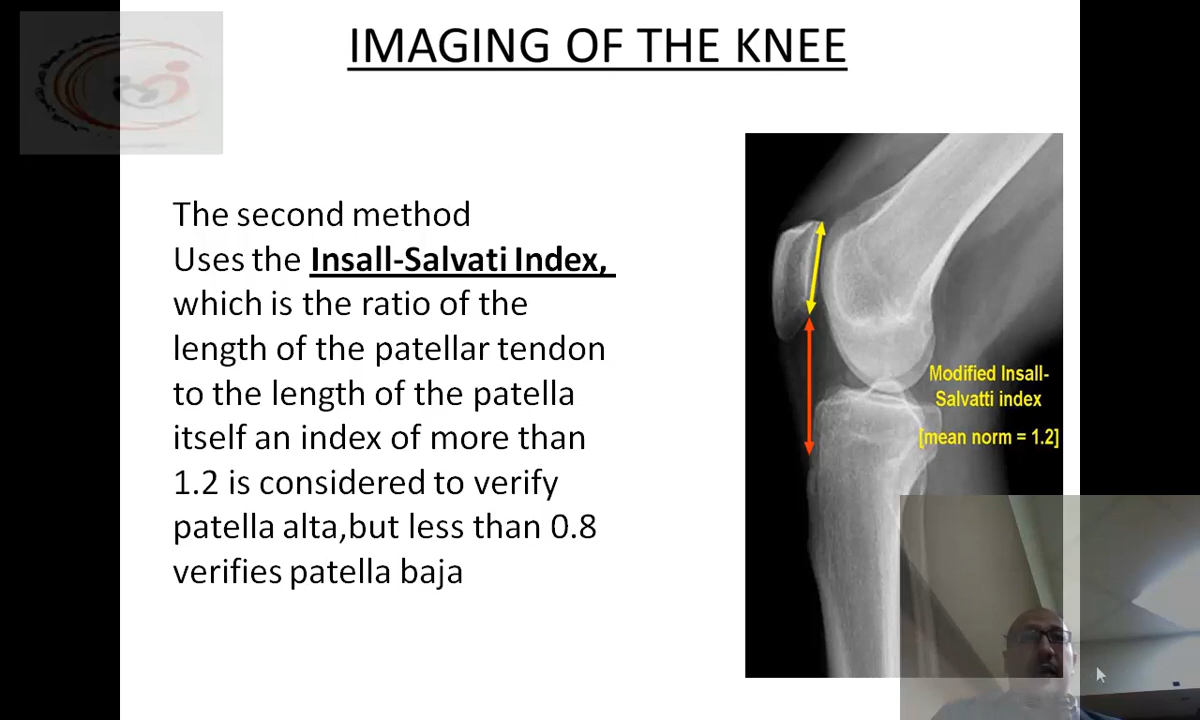 IMAGING OF THE KNEE
The second method
Uses the Insall-Salvati Index,
which is the ratio of the
length of the patellar tendon
to the length of the patella
itself an index of more than
1.2 is considered to verify
patella alta,but less than 0.8
verifies patella baja
Modified Insall-
Salvatti index
[mean norm = 1.2]